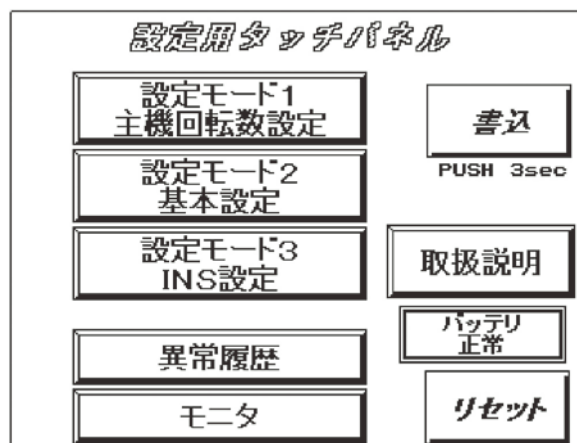 設定用タッチパネル
設定モード1
主機回転数設定
書込
PUSH 3sec
設定モード2
基本設定
設定モード3
INS設定
取扱説明
バッテリ
正常
異常履歴
モニタ
リセット